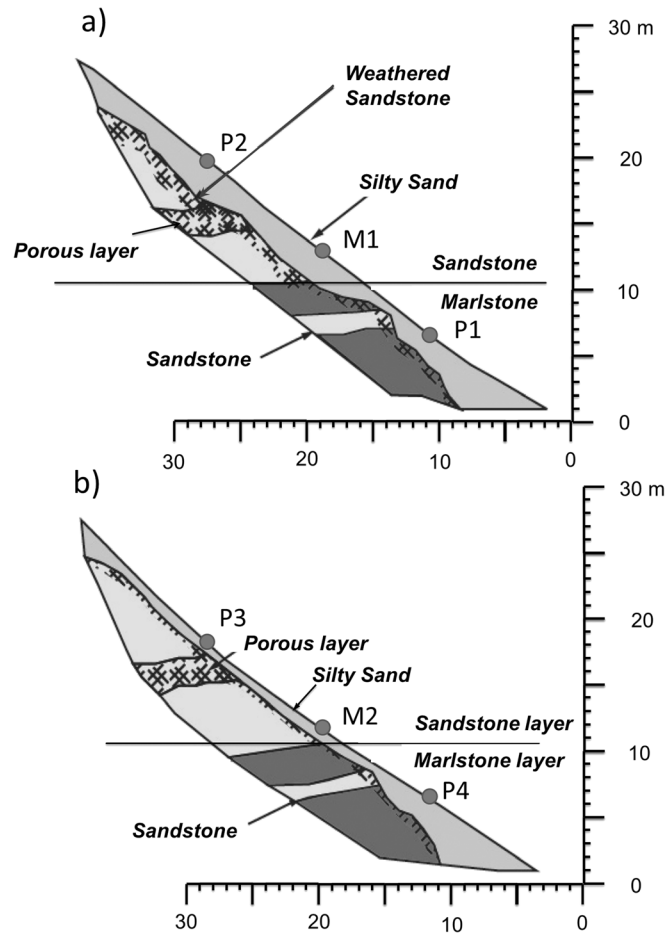 a)
30 m
Weathered
Sandstone
P2
20
Silty Sand
M1
Porous layer
Sandstone
10
Marlstone
P1
Sandstone
0
30
20
10
0
b)
30 m
P3
Porous layer
20
Silty Sand
M2
Sandstone layer
10
Marlstone layer
P4
Sandstone
0
30
20
10
0